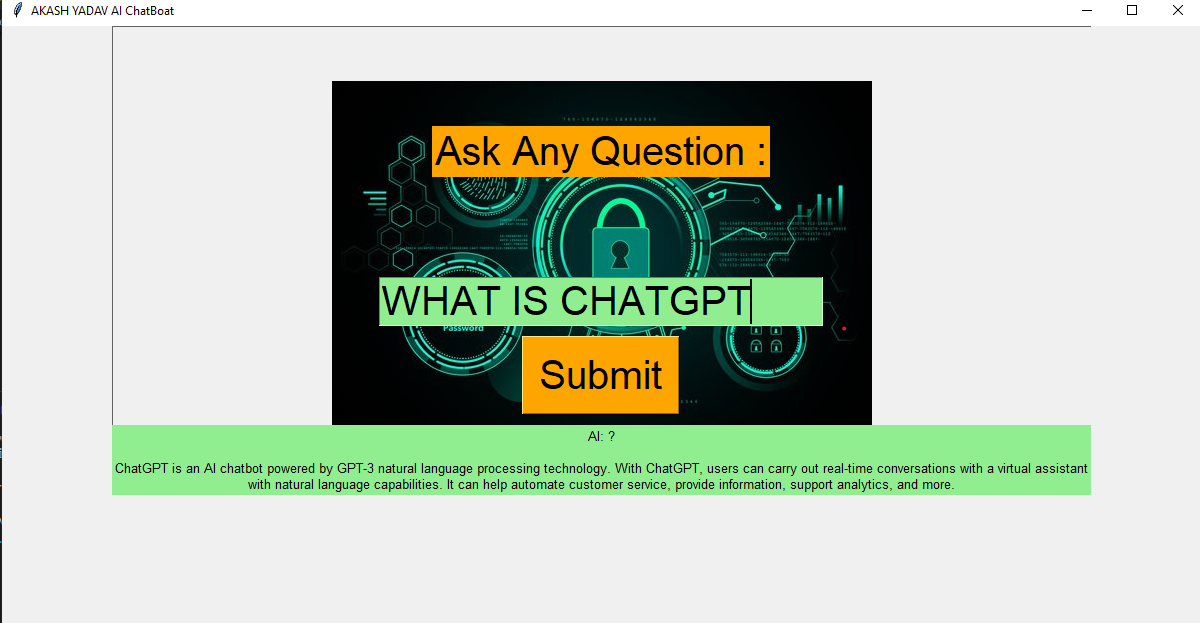 AKASH YADAV AI ChatBoat
Ask Any Question :
WHAT IS CHATGPT
Password
Submit
AI: ?
ChatGPT is an AI chatbot powered by GPT-3 natural language processing technology. With ChatGPT, users can carry out real-time conversations with a virtual assistant
with natural language capabilities. It can help automate customer service, provide information, support analytics, and more.